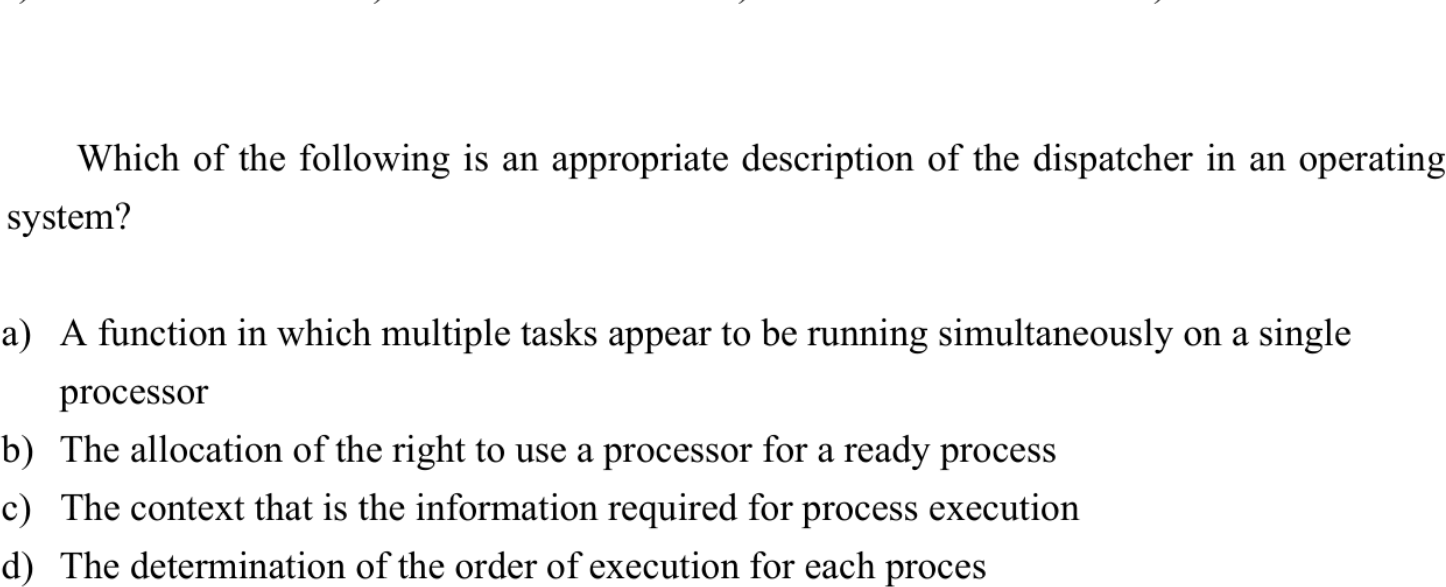 Which of the following is an appropriate description of the dispatcher in an operating
system?
a) A function in which multiple tasks appear to be running simultaneously on a single
processor
b) The allocation of the right to use a processor for a ready process
c) The context that is the information required for process execution
d) The determination of the order of execution for each proces